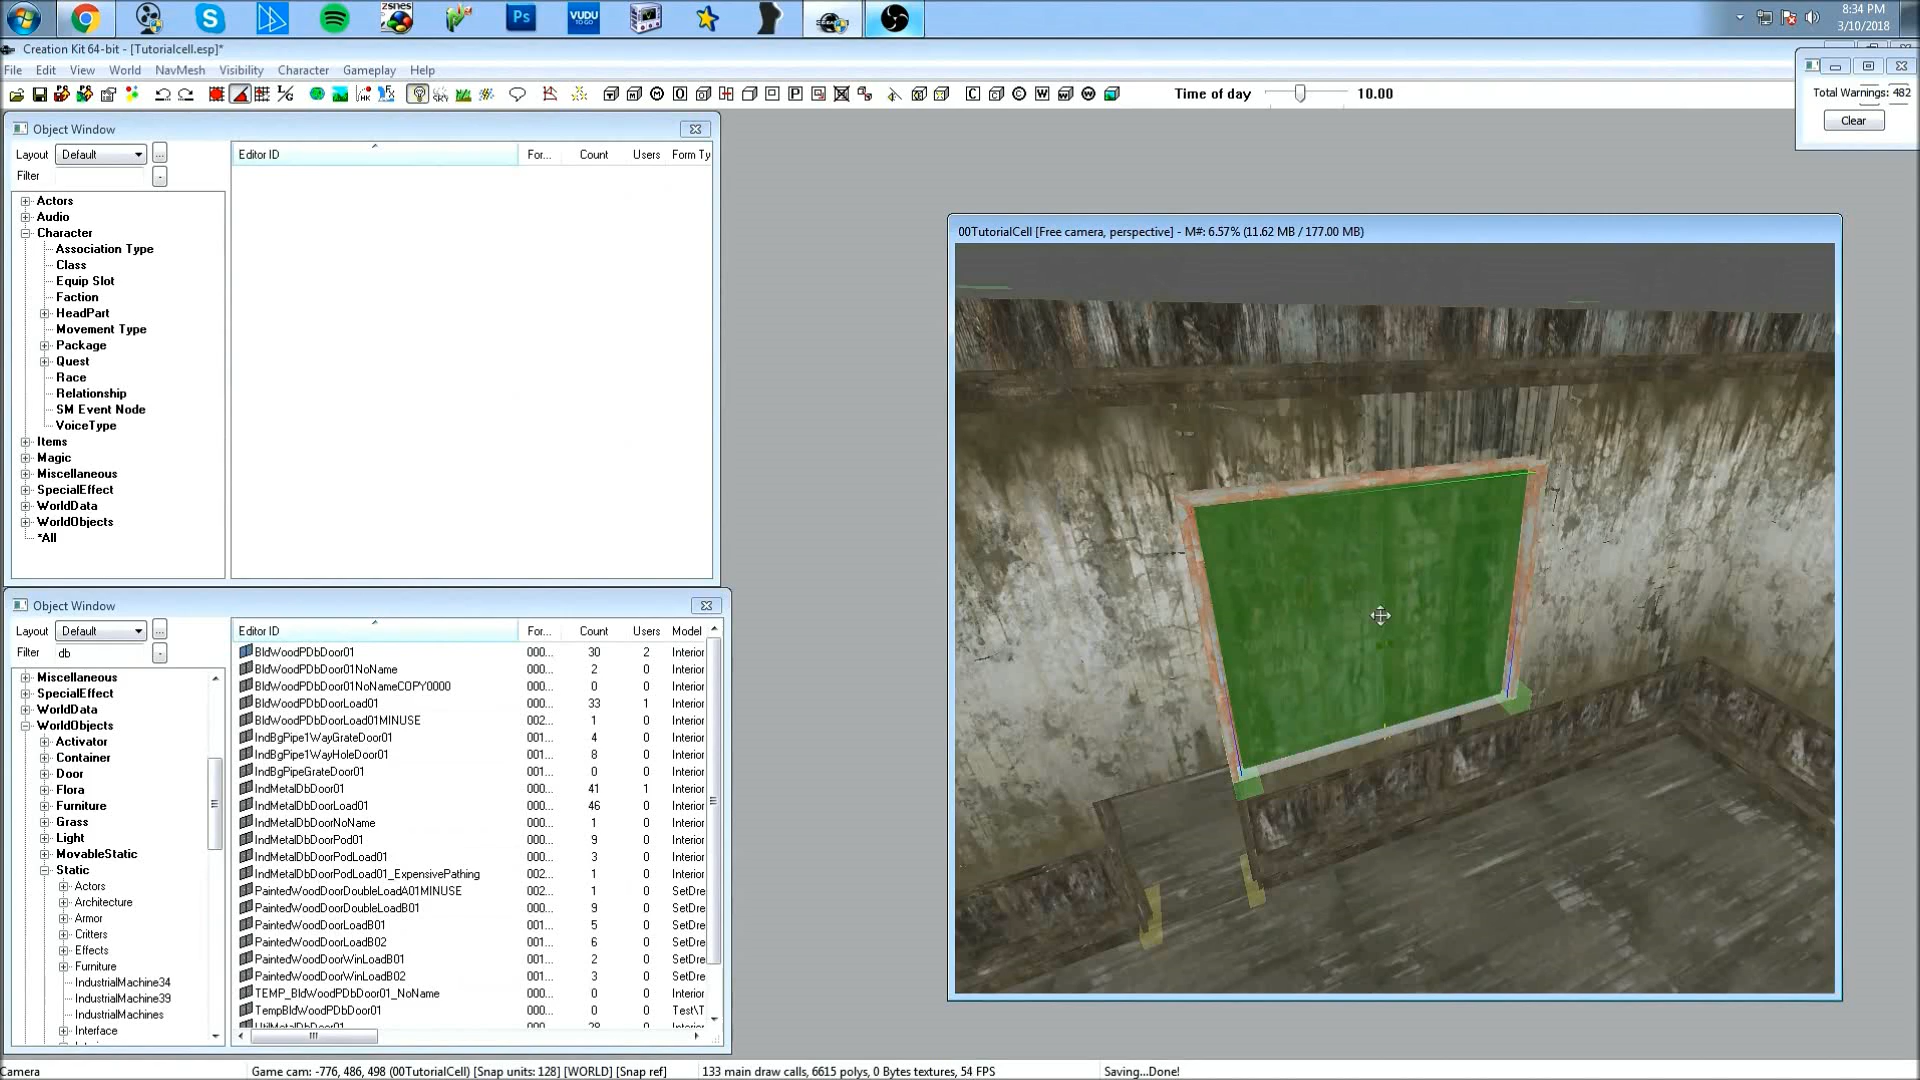 zsnes
Ps
VUDU
TO GO
8:34 PM
3/10/2018
Creation Kit 64-bit - [Tutorialcell.esp]*
File Edit View World NavMesh Visibility Character Gameplay Help
Time of day 10.00
Total Warnings: 482
Clear
Object Window
Layout Default ...
Filter -
Editor ID For... Count Users Form Ty
Actors
Audio
Character
Association Type
Class
Equip Slot
Faction
HeadPart
Movement Type
Package
Quest
Race
Relationship
SM Event Node
VoiceType
Items
Magic
Miscellaneous
SpecialEffect
WorldData
WorldObjects
*All
00TutorialCell [Free camera, perspective] - M#: 6.57% (11.62 MB / 177.00 MB)
Object Window
Layout Default ...
Filter db -
Miscellaneous
SpecialEffect
WorldData
WorldObjects
Activator
Container
Door
Flora
Furniture
Grass
Light
MovableStatic
Static
Actors
Architecture
Armor
Critters
Effects
Furniture
IndustrialMachine34
IndustrialMachine39
IndustrialMachines
Interface
Editor ID For... Count Users Model
BldWoodPDbDoor01 000... 30 2 Interior
BldWoodPDbDoor01NoName 000... 2 0 Interior
BldWoodPDbDoor01NoNameCOPY0000 000... 0 0 Interior
BldWoodPDbDoorLoad01 000... 33 1 Interior
BldWoodPDbDoorLoad01MINUSE 002... 1 0 Interior
IndBgPipe1WayGrateDoor01 001... 4 0 Interior
IndBgPipe1WayHoleDoor01 001... 8 0 Interior
IndBgPipeGrateDoor01 001... 0 0 Interior
IndMetalDbDoor01 000... 41 1 Interior
IndMetalDbDoorLoad01 000... 46 0 Interior
IndMetalDbDoorNoName 000... 1 0 Interior
IndMetalDbDoorPod01 000... 9 0 Interior
IndMetalDbDoorPodLoad01 000... 3 0 Interior
IndMetalDbDoorPodLoad01_ExpensivePathing 002... 1 0 Interior
PaintedWoodDoorDoubleLoadA01MINUSE 002... 1 0 SetDre
PaintedWoodDoorDoubleLoadB01 000... 9 0 SetDre
PaintedWoodDoorLoadB01 001... 5 0 SetDre
PaintedWoodDoorLoadB02 001... 6 0 SetDre
PaintedWoodDoorWinLoadB01 001... 2 0 SetDre
PaintedWoodDoorWinLoadB02 001... 3 0 SetDre
TEMP_BldWoodPDbDoor01_NoName 000... 0 0 Interior
TempBldWoodPDbDoor01 000... 0 0 Test\T
UtilMetalDbDoor01 000... 28 0 Interior
Camera Game cam: -776, 486, 498 (00TutorialCell) [Snap units: 128] [WORLD] [Snap ref] 133 main draw calls, 6615 polys, 0 Bytes textures, 54 FPS Saving...Done!